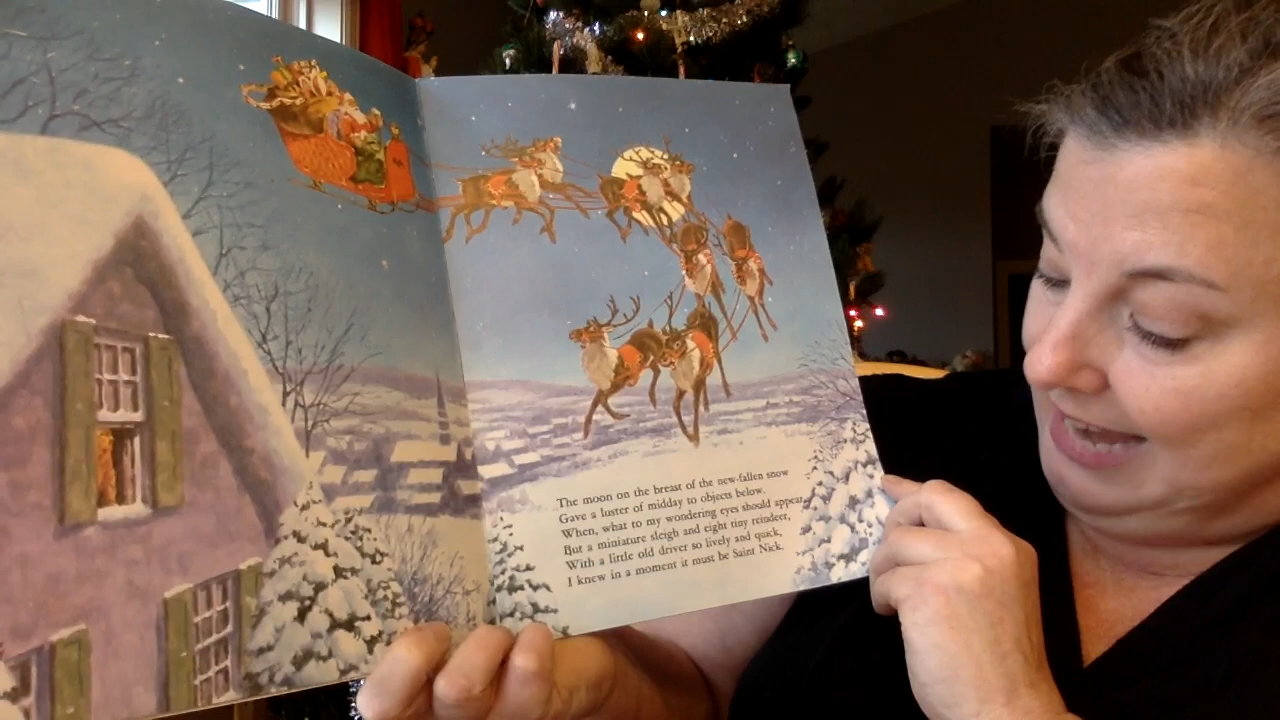 The moon on the breast of the new-fallen snow
Gave a luster of midday to objects below.
When, what to my wondering eyes should appear,
But a miniature sleigh and eight tiny reindeer,
With a little old driver so lively and quick,
I knew in a moment it must be Saint Nick.